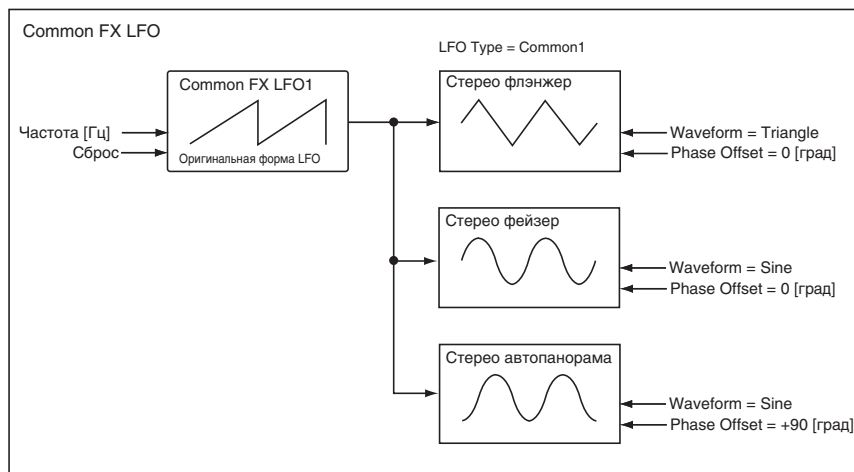 Common FX LFO
LFO Type = Common1
Common FX LFO1
Оригинальная форма LFO
Частота [Гц]
Сброс
Стерео флэнжер
Waveform = Triangle
Phase Offset = 0 [град]
Стерео фейзер
Waveform = Sine
Phase Offset = 0 [град]
Стерео автопанорама
Waveform = Sine
Phase Offset = +90 [град]